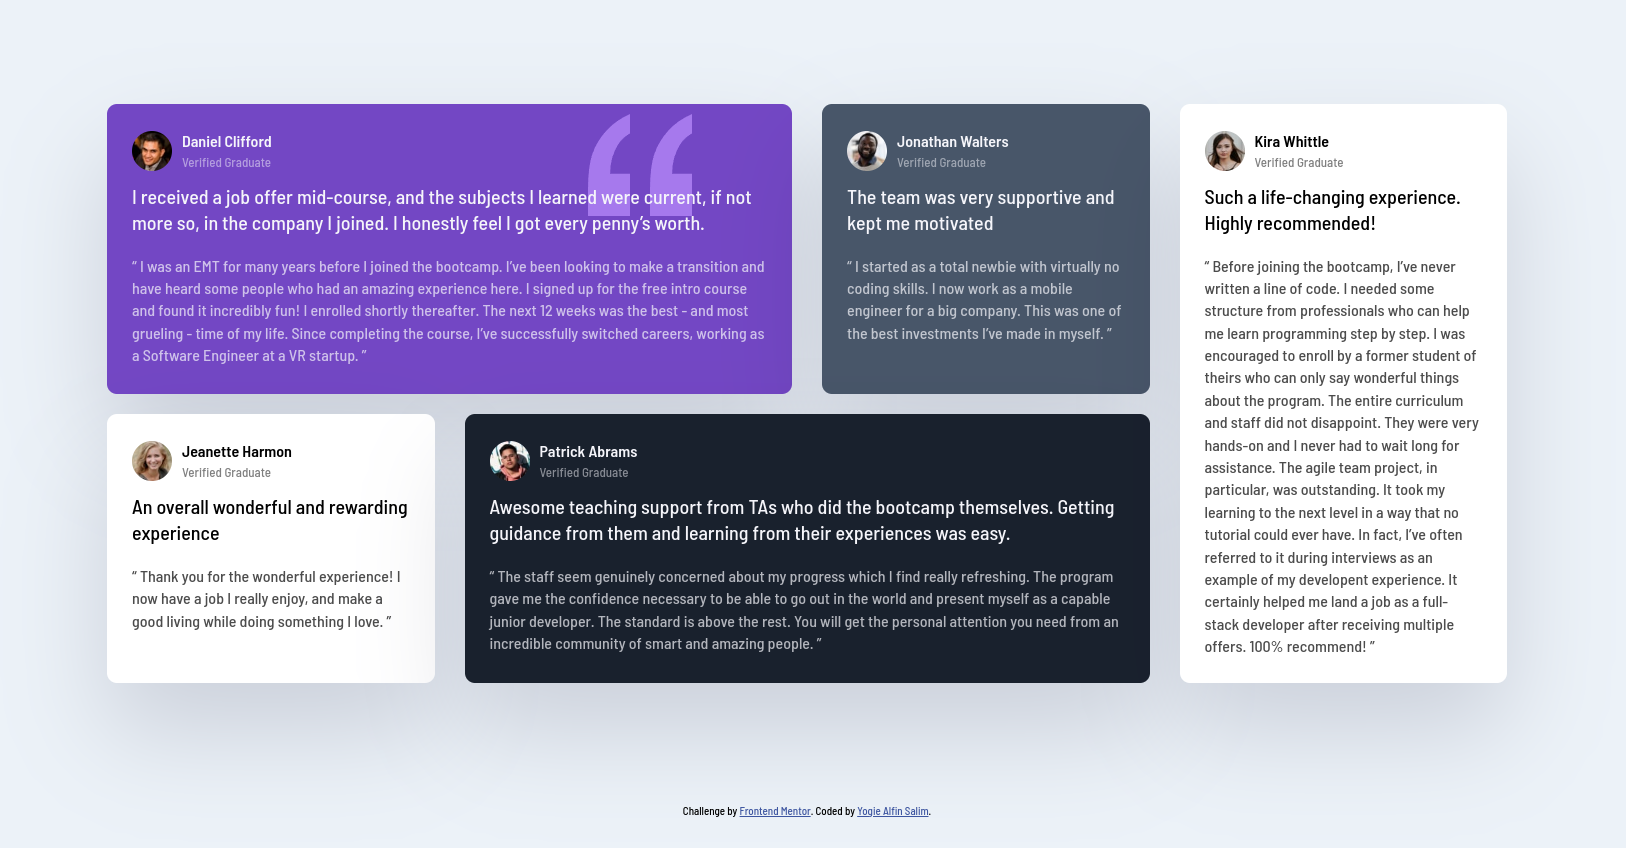 Daniel Clifford
Verified Graduate
I received a job offer mid-course, and the subjects I learned were current, if not
more so, in the company I joined. I honestly feel I got every penny’s worth.
“ I was an EMT for many years before I joined the bootcamp. I’ve been looking to make a transition and
have heard some people who had an amazing experience here. I signed up for the free intro course
and found it incredibly fun! I enrolled shortly thereafter. The next 12 weeks was the best - and most
grueling - time of my life. Since completing the course, I’ve successfully switched careers, working as
a Software Engineer at a VR startup. ”
Jonathan Walters
Verified Graduate
The team was very supportive and
kept me motivated
“ I started as a total newbie with virtually no
coding skills. I now work as a mobile
engineer for a big company. This was one of
the best investments I’ve made in myself. ”
Kira Whittle
Verified Graduate
Such a life-changing experience.
Highly recommended!
“ Before joining the bootcamp, I’ve never
written a line of code. I needed some
structure from professionals who can help
me learn programming step by step. I was
encouraged to enroll by a former student of
theirs who can only say wonderful things
about the program. The entire curriculum
and staff did not disappoint. They were very
hands-on and I never had to wait long for
assistance. The agile team project, in
particular, was outstanding. It took my
learning to the next level in a way that no
tutorial could ever have. In fact, I’ve often
referred to it during interviews as an
example of my developent experience. It
certainly helped me land a job as a full-
stack developer after receiving multiple
offers. 100% recommend! ”
Jeanette Harmon
Verified Graduate
An overall wonderful and rewarding
experience
“ Thank you for the wonderful experience! I
now have a job I really enjoy, and make a
good living while doing something I love. ”
Patrick Abrams
Verified Graduate
Awesome teaching support from TAs who did the bootcamp themselves. Getting
guidance from them and learning from their experiences was easy.
“ The staff seem genuinely concerned about my progress which I find really refreshing. The program
gave me the confidence necessary to be able to go out in the world and present myself as a capable
junior developer. The standard is above the rest. You will get the personal attention you need from an
incredible community of smart and amazing people. ”
Challenge by Frontend Mentor. Coded by Yogie Alfin Salim.